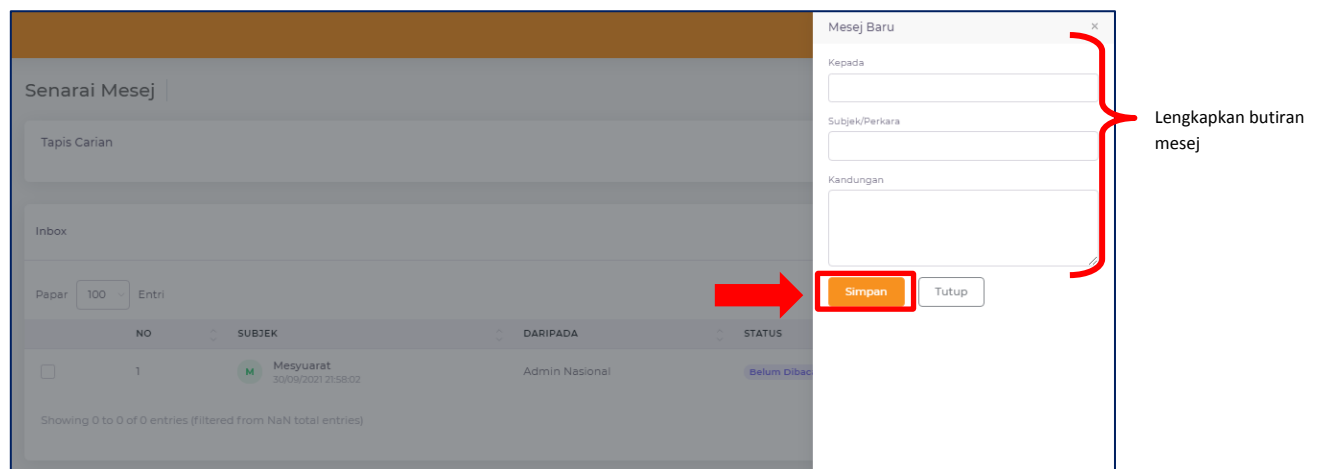 Mesej Baru
×
Kepada
Senarai Mesej
Subjek/Perkara
Lengkapkan butiran
mesej
Tapis Carian
Kandungan
Inbox
Papar 100 Entri
Simpan Tutup
NO SUBJEK DARIPADA STATUS
1 M Mesyuarat Admin Nasional Belum Dibaca
30/09/2021 21:58:02
Showing 0 to 0 of 0 entries (filtered from NaN total entries)